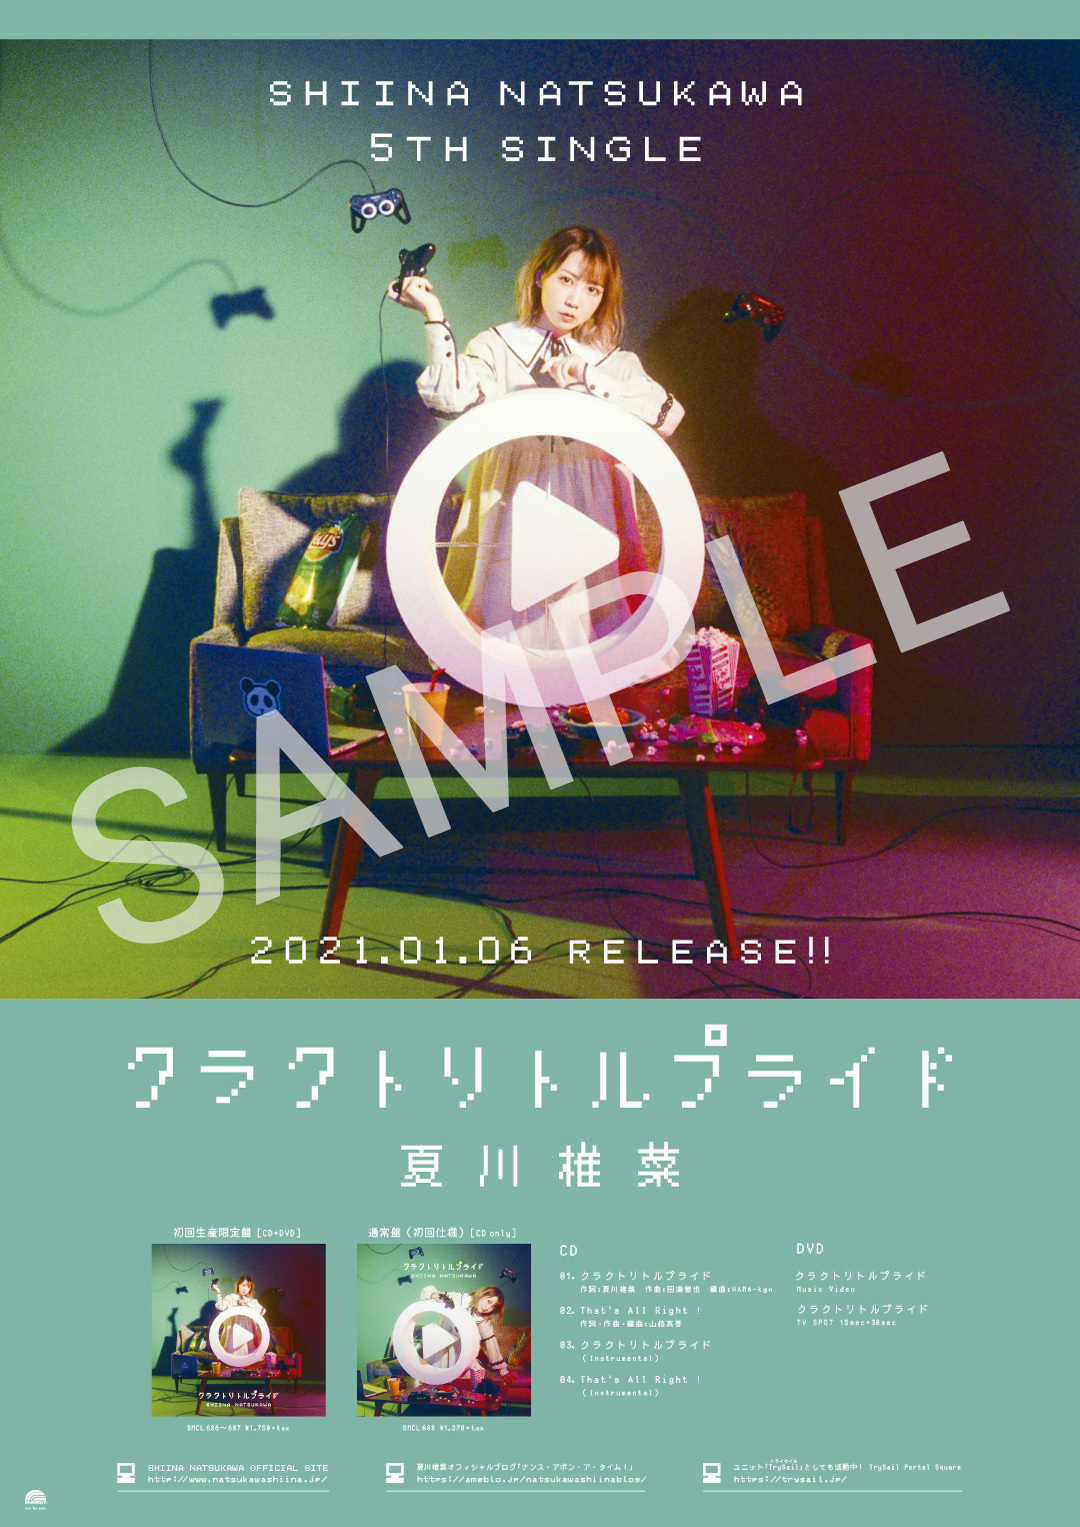 SHIINA NATSUKAWA
5TH SINGLE
Lay's
SAMPLE
2021.01.06 RELEASE!!
クラクトリトルプライド
夏川椎菜
初回生産限定盤 [CD+DVD]
クラクトリトルプライド
SHIINA NATSUKAWA
SMCL 686〜687 ¥1,750+tax
通常盤（初回仕様）[CD only]
クラクトリトルプライド
SHIINA NATSUKAWA
SMCL 688 ¥1,270+tax
CD
01. クラクトリトルプライド
作詞:夏川椎菜 作曲:田淵智也 編曲:HAMA-kgn
02. That's All Right !
作詞・作曲・編曲:山崎真吾
03. クラクトリトルプライド
（Instrumental）
04. That's All Right !
（Instrumental）
DVD
クラクトリトルプライド
Music Video
クラクトリトルプライド
TV SPOT 15sec+30sec
SHIINA NATSUKAWA OFFICIAL SITE
http://www.natsukawashiina.jp/
夏川椎菜オフィシャルブログ「ナンス・アポン・ア・タイム！」
https://ameblo.jp/natsukawashiinablog/
トライセイル
ユニット「TrySail」としても活動中！ TrySail Portal Square
https://trysail.jp/